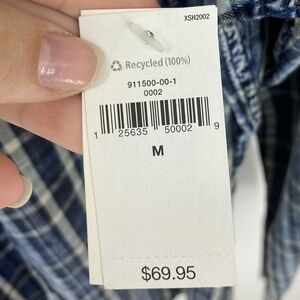 XSH2002
Recycled (100%)
911500-00-1
0002
1 25635 50002 9
M
$69.95